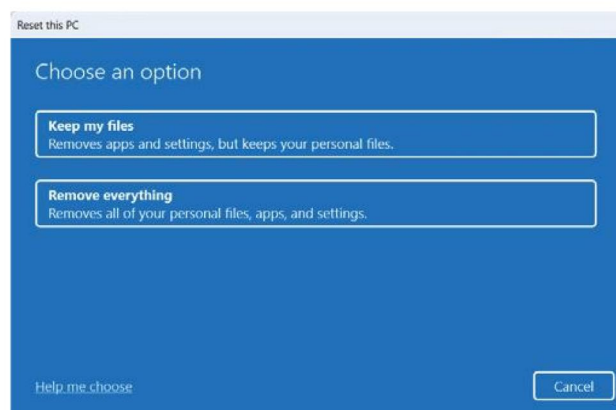 Reset this PC
Choose an option
Keep my files
Removes apps and settings, but keeps your personal files.
Remove everything
Removes all of your personal files, apps, and settings.
Help me choose
Cancel